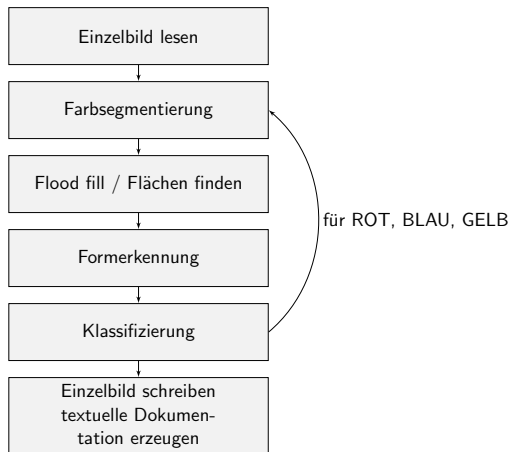 Einzelbild lesen
Farbsegmentierung
Flood fill / Flächen finden
für ROT, BLAU, GELB
Formerkennung
Klassifizierung
Einzelbild schreiben
textuelle Dokumen-
tation erzeugen